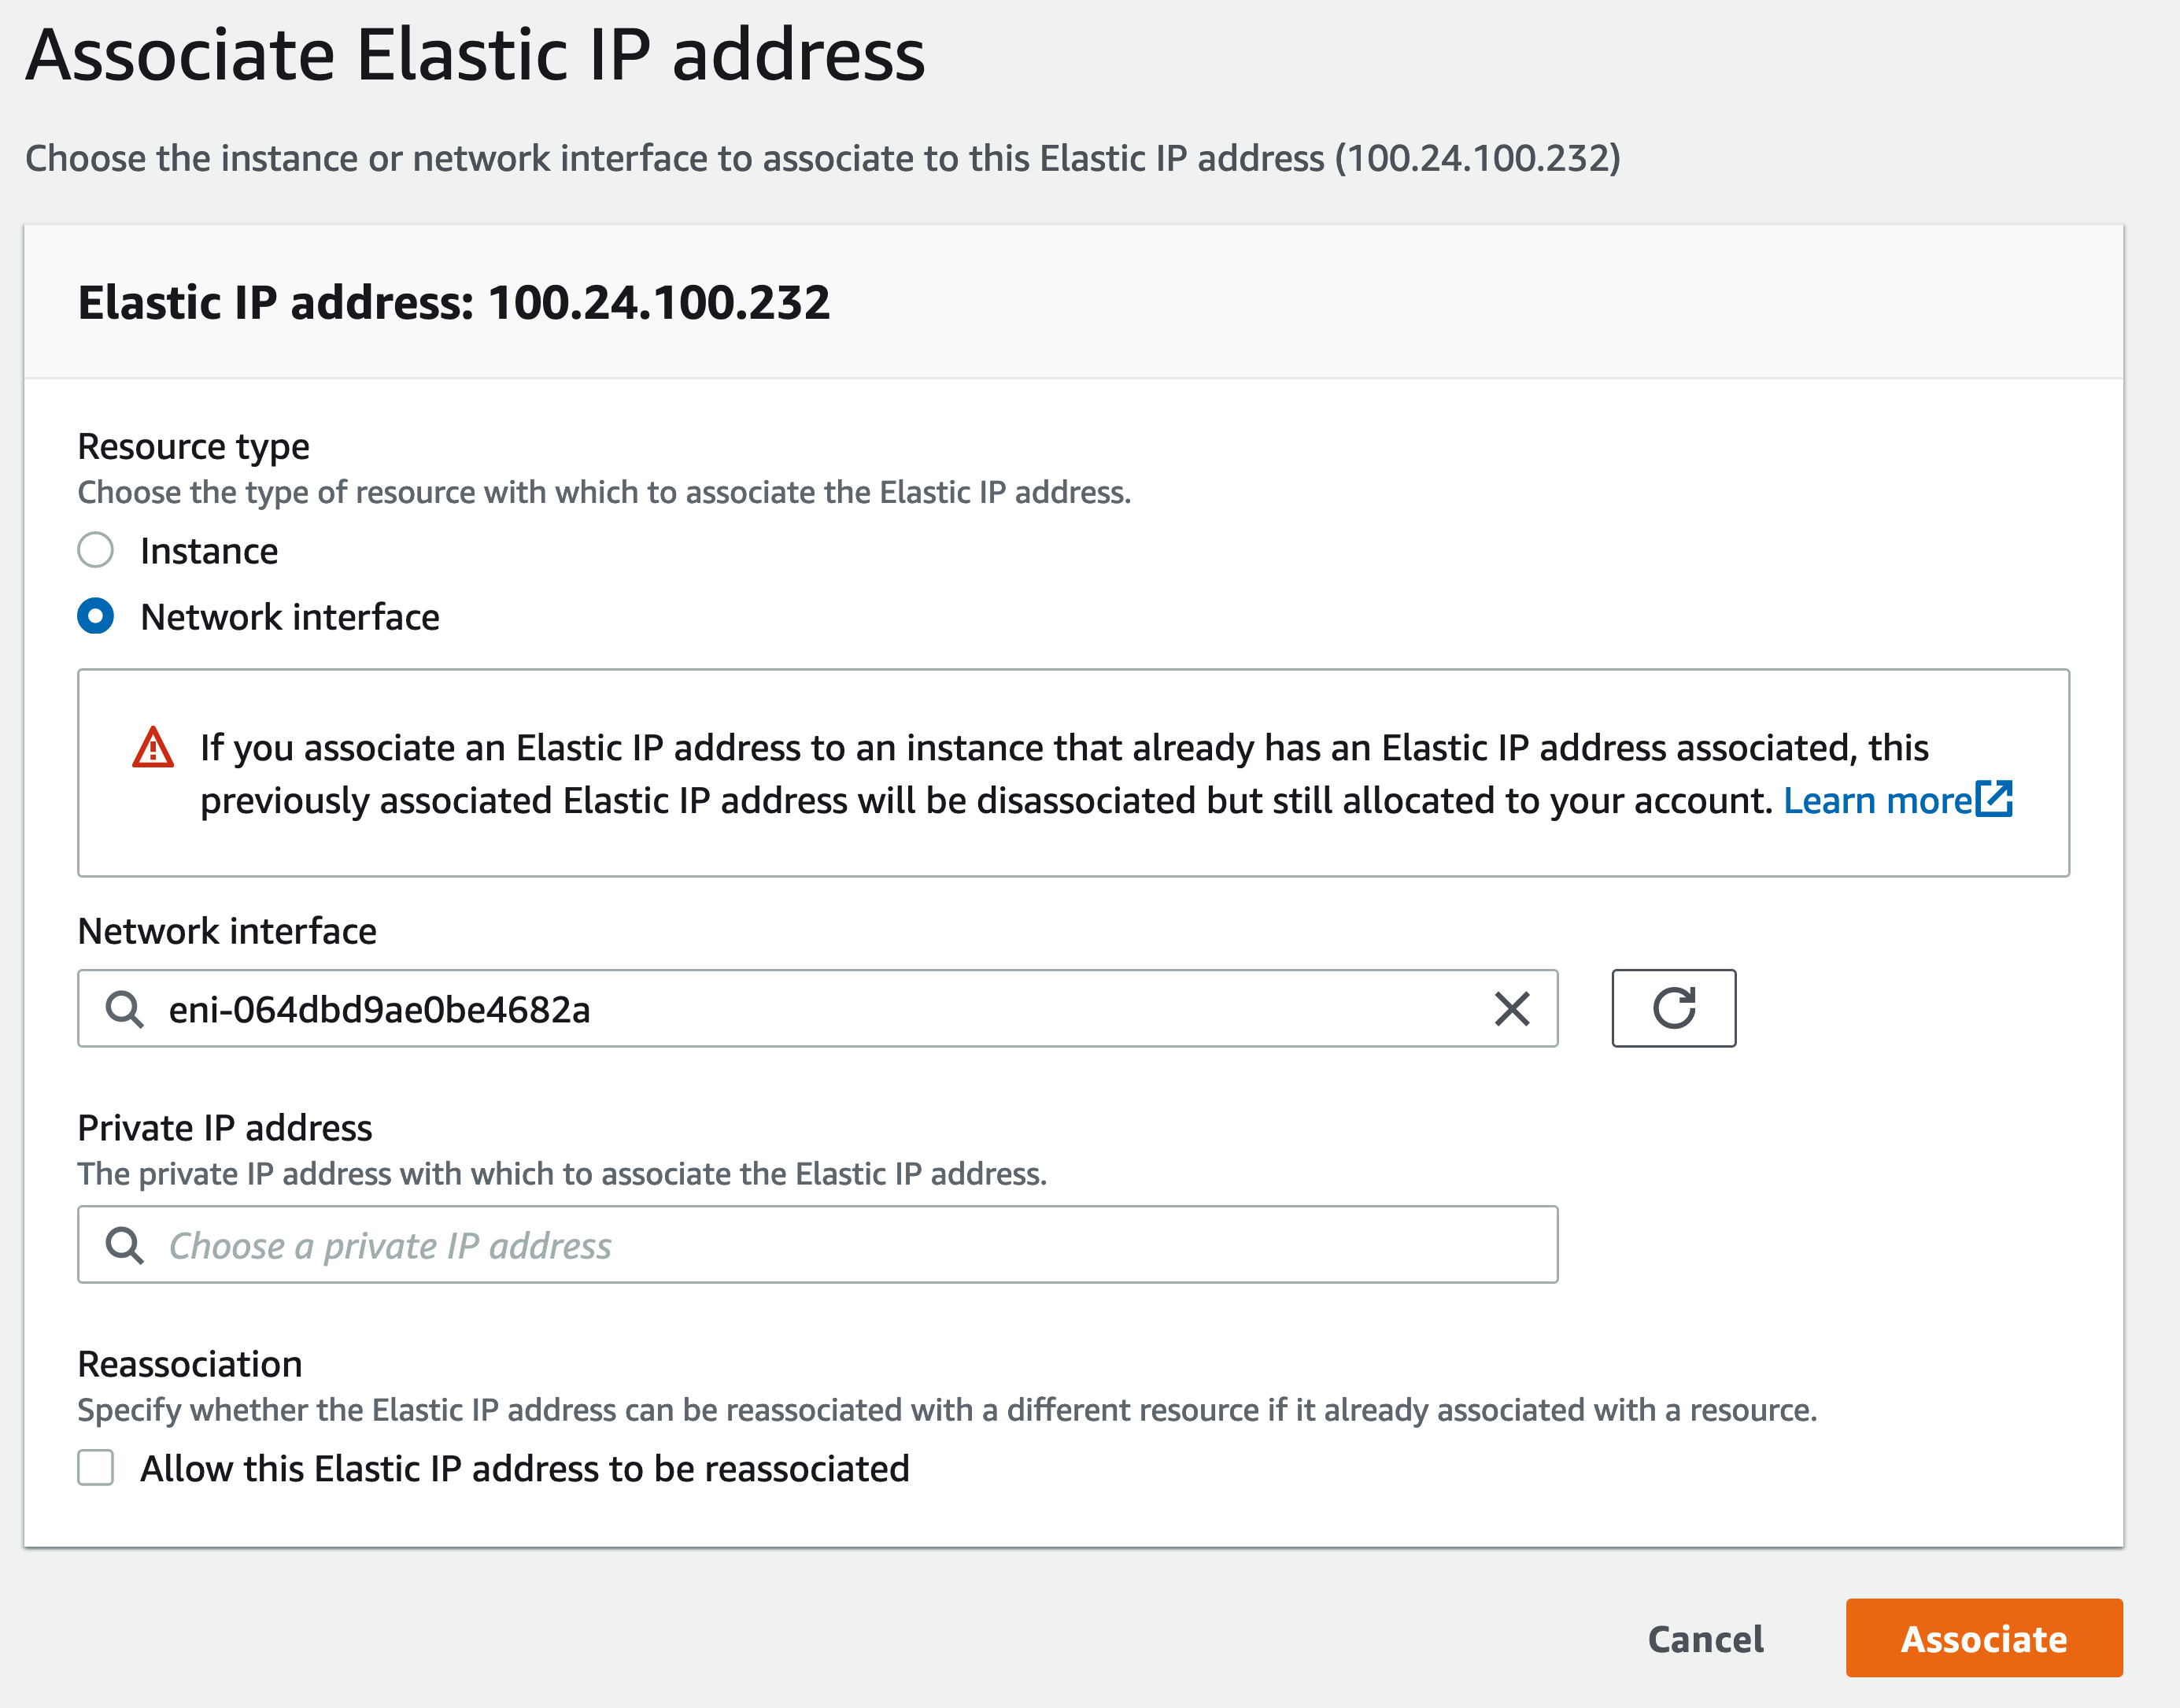 Associate Elastic IP address
Choose the instance or network interface to associate to this Elastic IP address (100.24.100.232)
Elastic IP address: 100.24.100.232
Resource type
Choose the type of resource with which to associate the Elastic IP address.
Instance
Network interface
If you associate an Elastic IP address to an instance that already has an Elastic IP address associated, this
previously associated Elastic IP address will be disassociated but still allocated to your account. Learn more
Network interface
eni-064dbd9ae0be4682a
Private IP address
The private IP address with which to associate the Elastic IP address.
Choose a private IP address
Reassociation
Specify whether the Elastic IP address can be reassociated with a different resource if it already associated with a resource.
Allow this Elastic IP address to be reassociated
Cancel
Associate